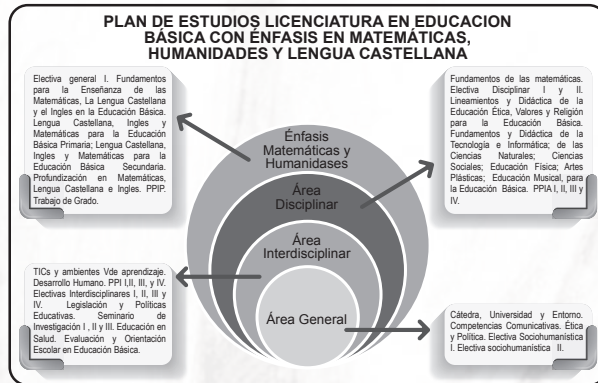 PLAN DE ESTUDIOS LICENCIATURA EN EDUCACION
BÁSICA CON ÉNFASIS EN MATEMÁTICAS,
HUMANIDADES Y LENGUA CASTELLANA
Electiva general I. Fundamentos
para la Enseñanza de las
Matemáticas, La Lengua Castellana
y el Ingles en la Educación Básica.
Lengua Castellana, Ingles y
Matemáticas para la Educación
Básica Primaria; Lengua Castellana,
Ingles y Matemáticas para la
Educación Básica Secundaria.
Profundización en Matemáticas,
Lengua Castellana e Ingles. PPIP.
Trabajo de Grado.
Fundamentos de las matemáticas.
Electiva Disciplinar I y II.
Lineamientos y Didáctica de la
Educación Ética, Valores y Religión
para la Educación Básica.
Fundamentos y Didáctica de la
Tecnología e Informática; de las
Ciencias Naturales; Ciencias
Sociales; Educación Física; Artes
Plásticas; Educación Musical, para
la Educación Básica. PPIA I, II, III y
IV.
Énfasis
Matemáticas y
Humanidases
Área
Disciplinar
Área
Interdisciplinar
Área General
TICs y ambientes Vde aprendizaje.
Desarrollo Humano. PPI I,II, III, y IV.
Electivas Interdisciplinares I, II, III y
IV. Legislación y Políticas
Educativas. Seminario de
Investigación I , II y III. Educación en
Salud. Evaluación y Orientación
Escolar en Educación Básica.
Cátedra, Universidad y Entorno.
Competencias Comunicativas. Ética
y Política. Electiva Sociohumanística
I. Electiva sociohumanística II.